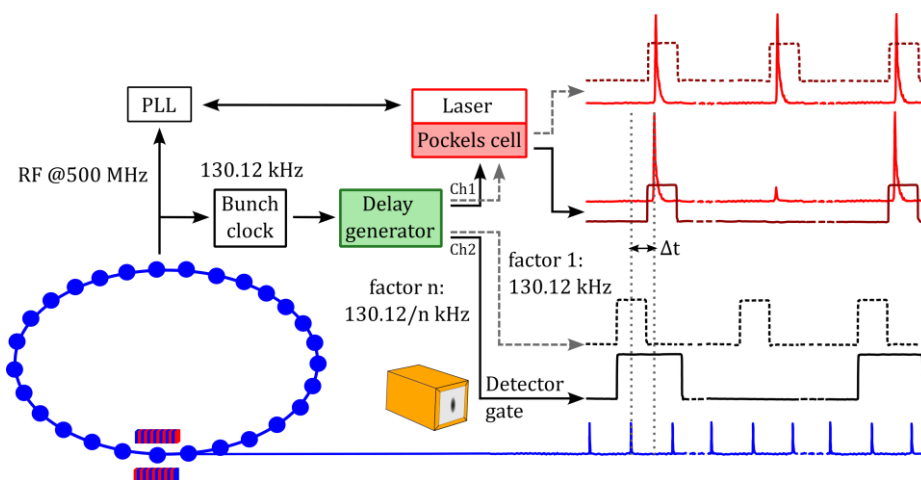 PLL
Laser
Pockels cell
RF @500 MHz
130.12 kHz
Bunch
clock
Delay
generator
Ch1
Ch2
Δt
factor 1:
130.12 kHz
factor n:
130.12/n kHz
Detector
gate